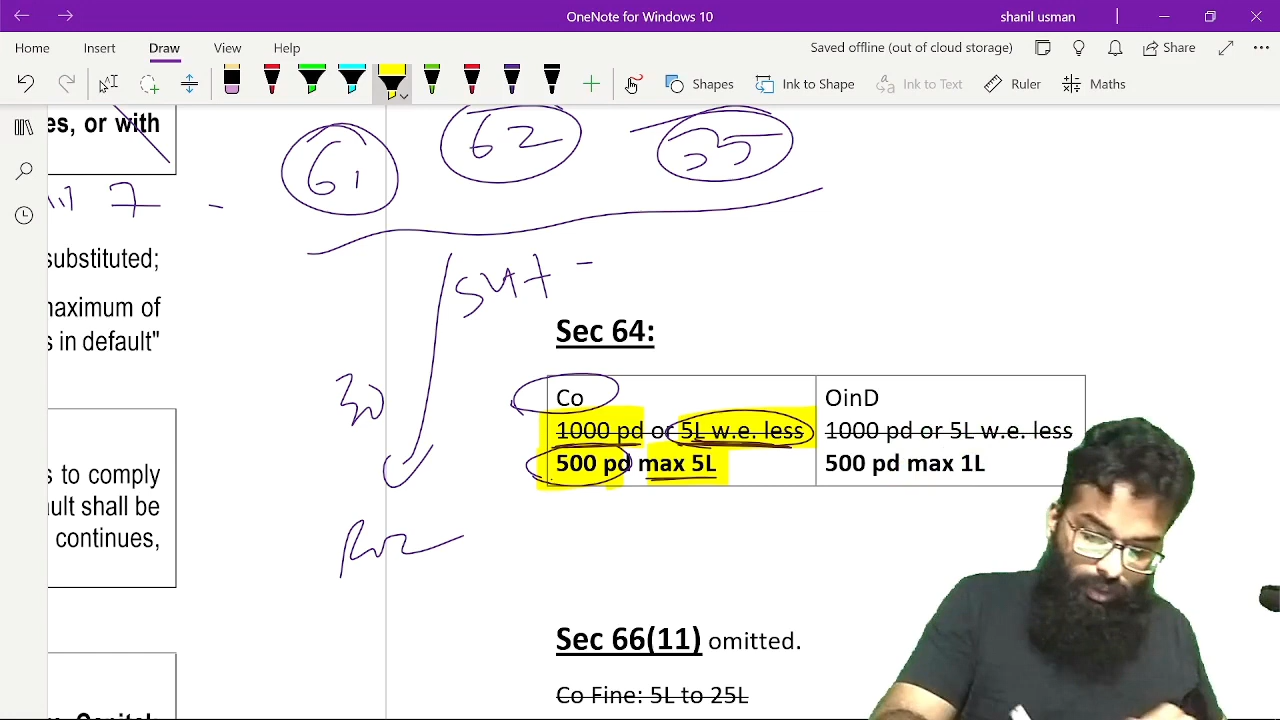 OneNote for Windows 10
shanil usman
Home Insert Draw View Help
Saved offline (out of cloud storage)
Share
Shapes
Ink to Shape
Ink to Text
Ruler
Maths
es, or with
61 62
7 -
substituted;
naximum of
s in default"
30
s to comply
ult shall be
continues,
Sec 64:
Co OinD
1000 pd or 5L w.e. less 1000 pd or 5L w.e. less
500 pd max 5L 500 pd max 1L
Sec 66(11) omitted.
Co Fine: 5L to 25L